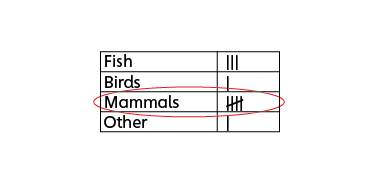 Fish |||
Birds |
Mammals 𝍸
Other |